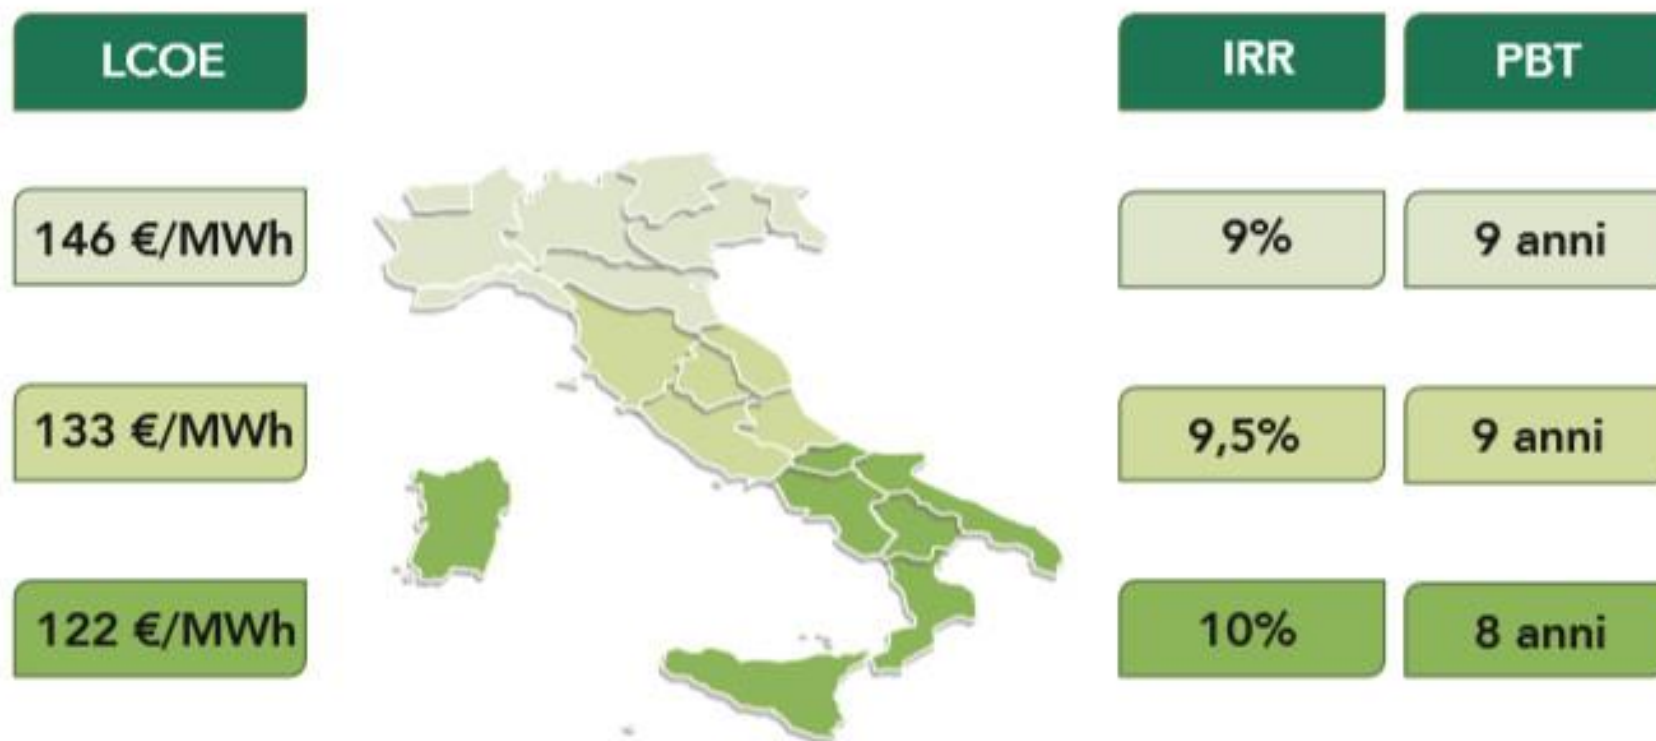 LCOE
IRR
PBT
146 €/MWh
9%
9 anni
133 €/MWh
9,5%
9 anni
122 €/MWh
10%
8 anni